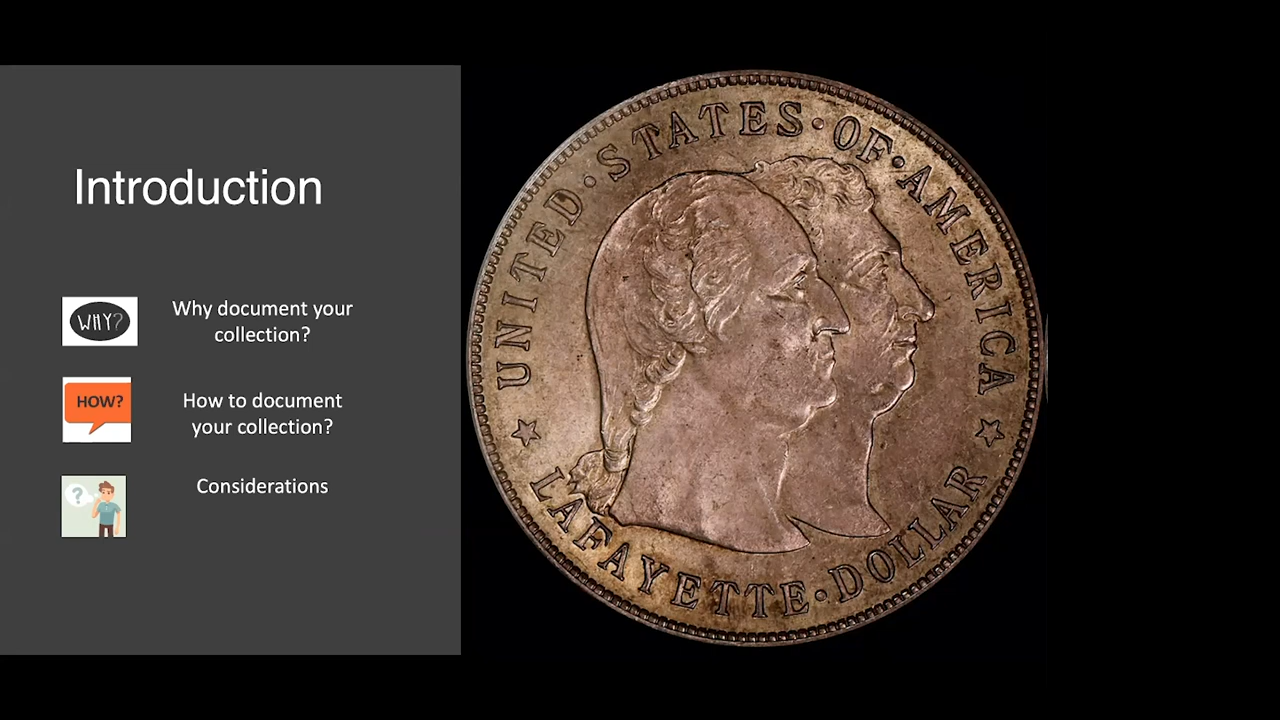 Introduction
WHY?
Why document your
collection?
HOW?
How to document
your collection?
?
Considerations
UNITED·STATES·OF·AMERICA
LAFAYETTE·DOLLAR